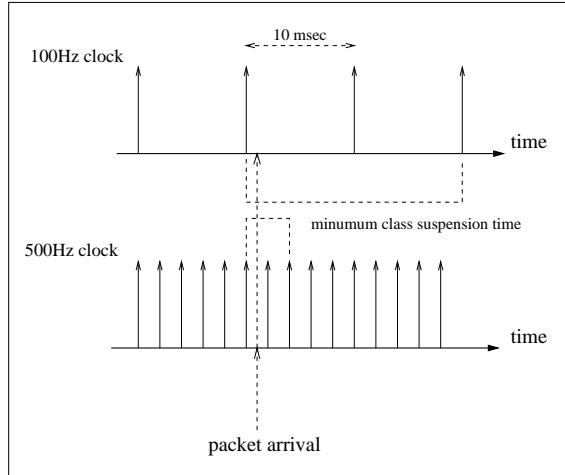 10 msec
100Hz clock
time
minumum class suspension time
500Hz clock
time
packet arrival